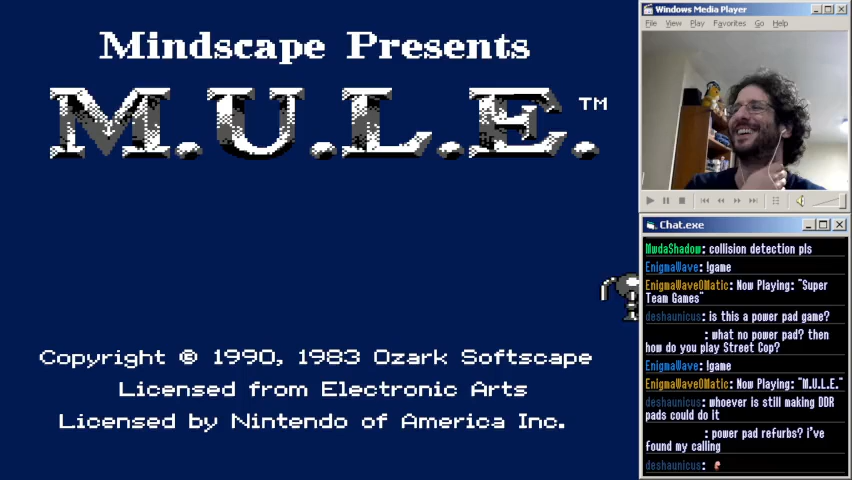 Mindscape Presents
M.U.L.E.™
Copyright © 1990, 1983 Ozark Softscape
Licensed from Electronic Arts
Licensed by Nintendo of America Inc.
Windows Media Player
File View Play Favorites Go Help
Chat.exe
MwdaShadow: collision detection pls
EnigmaWave: !game
EnigmaWaveOMatic: Now Playing: "Super
Team Games"
deshaunicus: is this a power pad game?
: what no power pad? then
how do you play Street Cop?
EnigmaWave: !game
EnigmaWaveOMatic: Now Playing: "M.U.L.E."
deshaunicus: whoever is still making DDR
pads could do it
: power pad refurbs? i've
found my calling
deshaunicus: